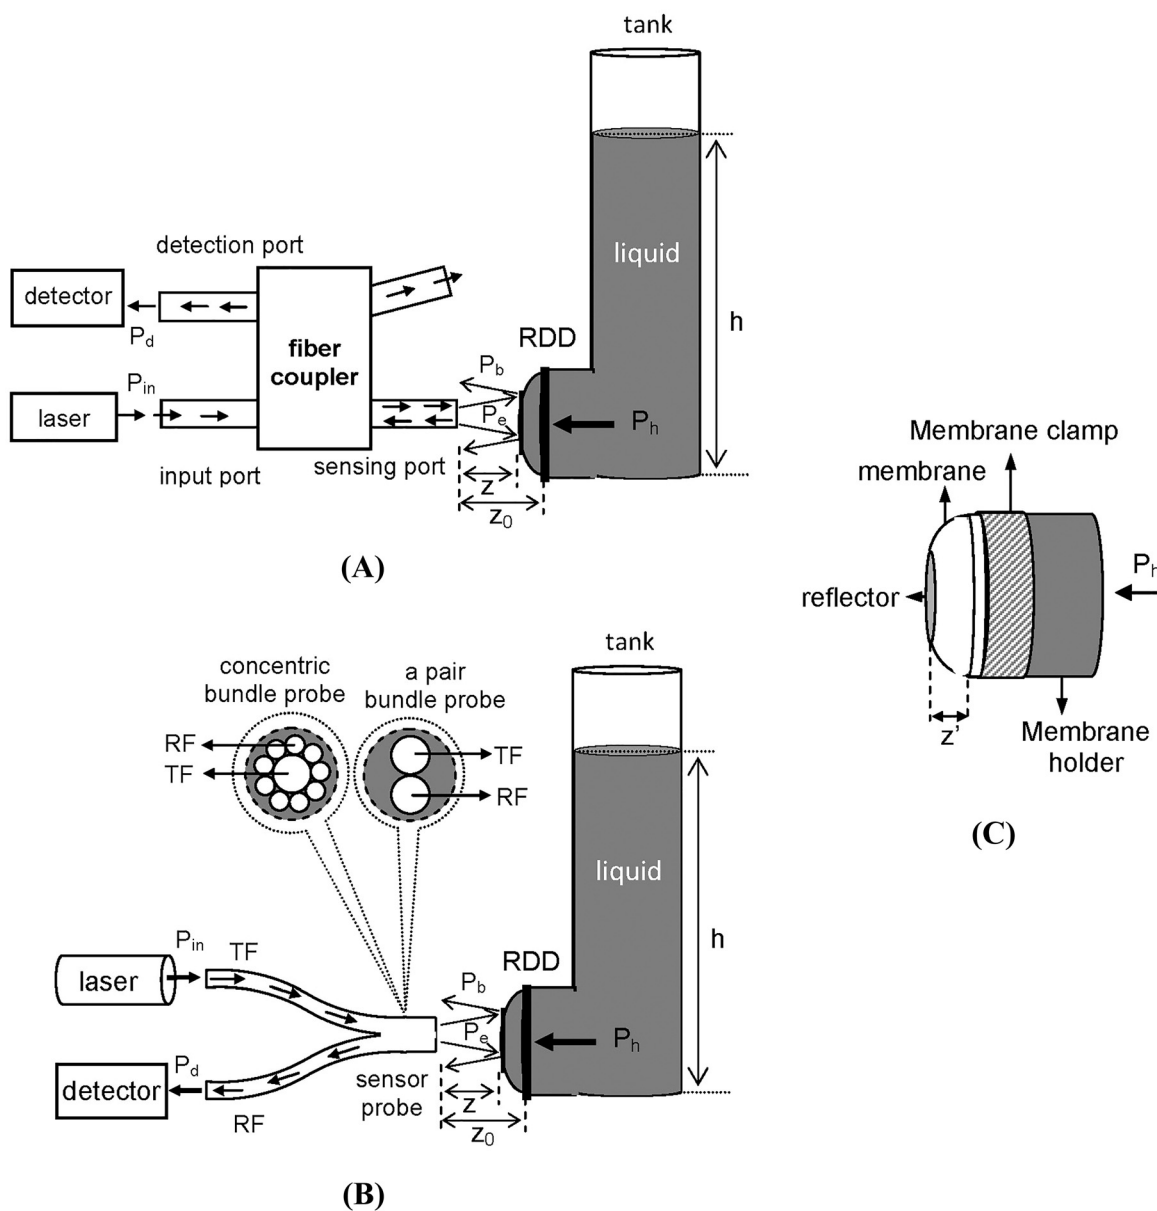 tank
liquid
h
detection port
detector
P_d
fiber
coupler
P_in
laser
input port
sensing port
RDD
P_b
P_e
P_h
z
z_0
(A)
Membrane clamp
membrane
P_h
reflector
z'
Membrane
holder
(C)
concentric
bundle probe
a pair
bundle probe
RF
TF
TF
RF
tank
liquid
h
P_in
TF
laser
RDD
P_b
P_e
P_h
P_d
detector
RF
sensor
probe
z
z_0
(B)